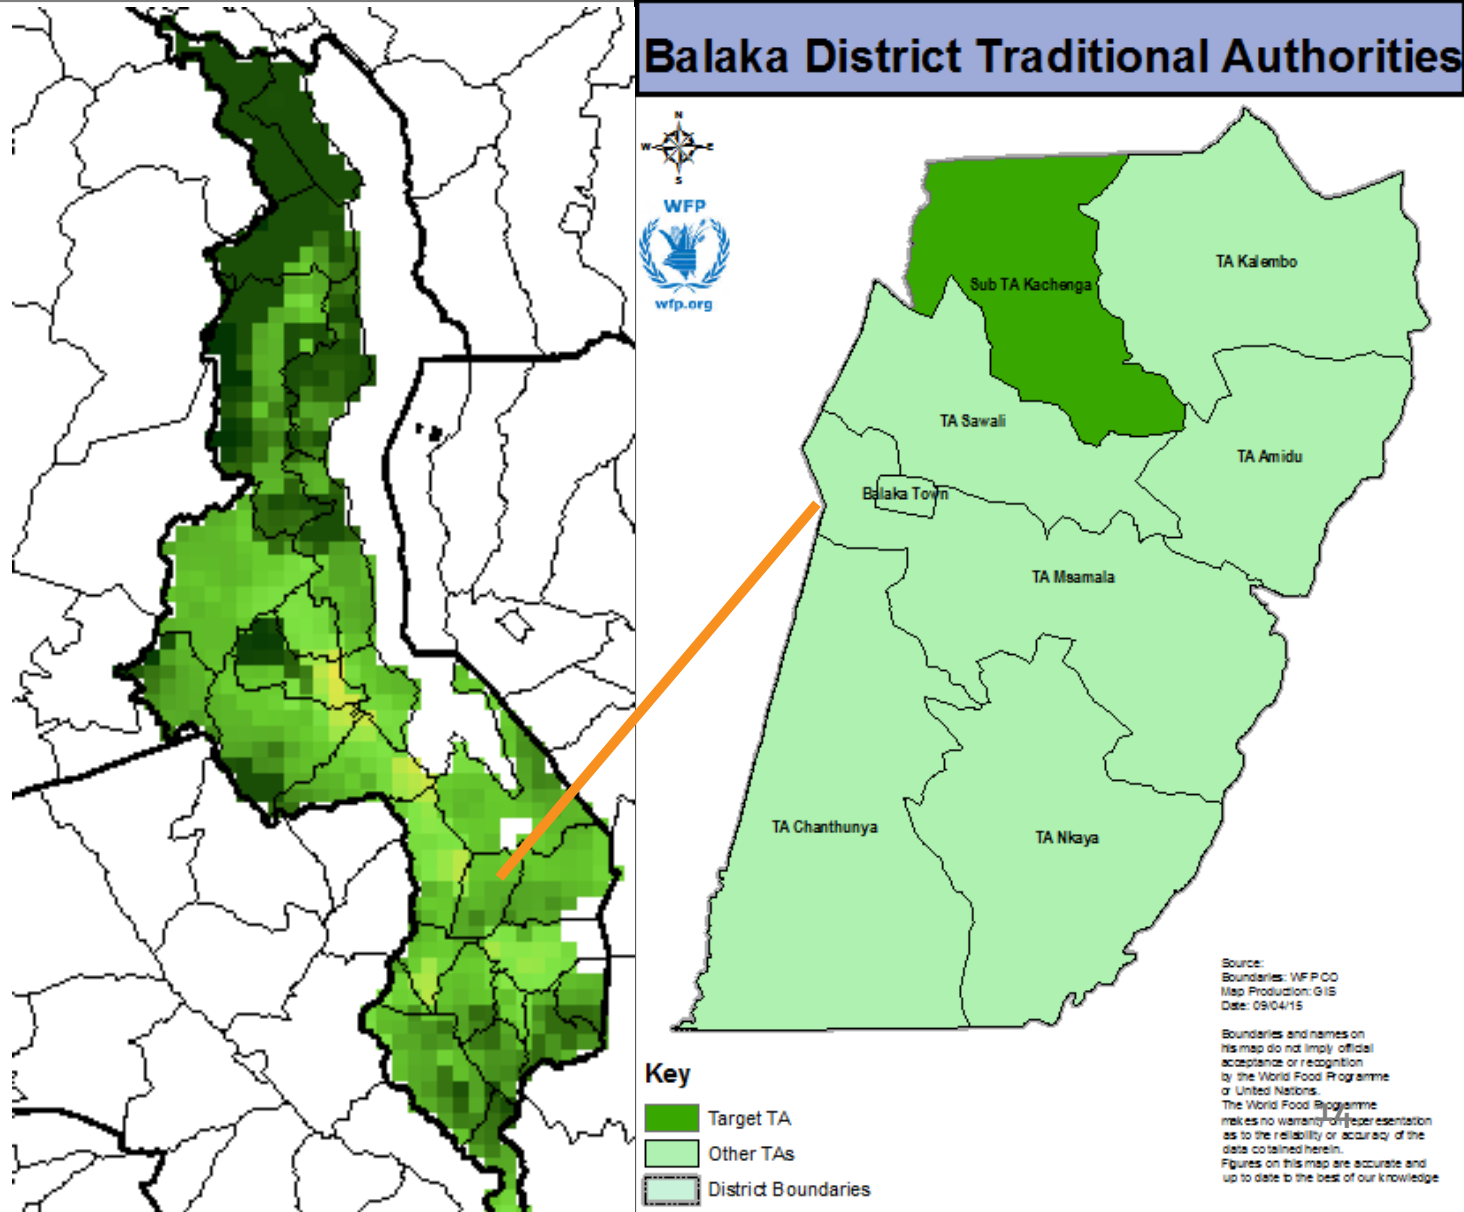 Balaka District Traditional Authorities
N
W E
S
WFP
wfp.org
TA Kalembo
Sub TA Kachenga
TA Sawali
TA Amidu
Balaka Town
TA Msamala
TA Chanthunya
TA Nkaya
Source:
Boundaries: WFP CO
Map Production: GIS
Date: 09/04/15
Boundaries and names on
his map do not imply official
acceptance or recognition
by the World Food Programme
or United Nations.
The World Food Programme
makes no warranty or reperesentation
as to the reliability or accuracy of the
data cotained herein.
Figures on this map are accurate and
up to date to the best of our knowledge
14
Key
Target TA
Other TAs
District Boundaries